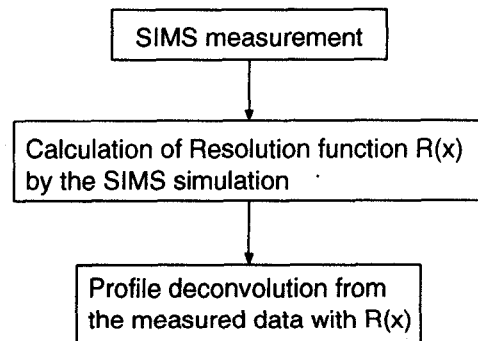 SIMS measurement
Calculation of Resolution function R(x)
by the SIMS simulation
Profile deconvolution from
the measured data with R(x)